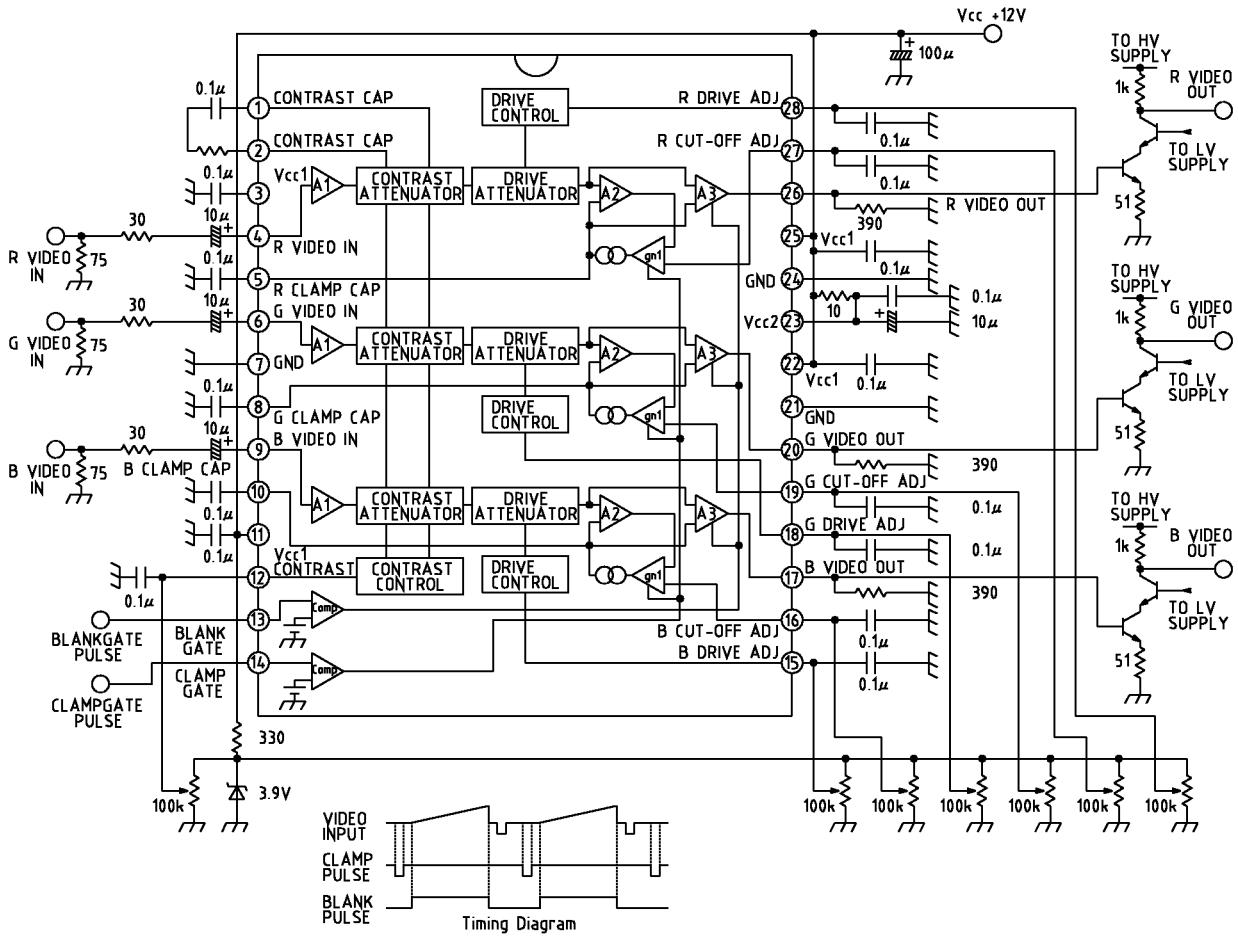 Vcc +12V
100μ
0.1μ
1
CONTRAST CAP
2
CONTRAST CAP
0.1μ
3
Vcc1
R VIDEO IN
75
30
10μ
+
4
R VIDEO IN
0.1μ
5
R CLAMP CAP
G VIDEO IN
75
30
10μ
+
6
G VIDEO IN
7
GND
0.1μ
8
G CLAMP CAP
B VIDEO IN
75
30
10μ
+
9
B VIDEO IN
B CLAMP CAP
10
0.1μ
11
0.1μ
Vcc1
12
CONTRAST
0.1μ
BLANKGATE PULSE
13
BLANK GATE
CLAMPGATE PULSE
14
CLAMP GATE
DRIVE CONTROL
A1
CONTRAST ATTENUATOR
DRIVE ATTENUATOR
A2
A3
gn1
A1
CONTRAST ATTENUATOR
DRIVE ATTENUATOR
A2
A3
DRIVE CONTROL
gn1
A1
CONTRAST ATTENUATOR
DRIVE ATTENUATOR
A2
A3
CONTRAST CONTROL
DRIVE CONTROL
gn1
Comp
Comp
R DRIVE ADJ
28
0.1μ
R CUT-OFF ADJ
27
0.1μ
26
R VIDEO OUT
390
25
Vcc1
0.1μ
GND
24
10
0.1μ
Vcc2
23
+
10μ
22
Vcc1
0.1μ
21
GND
G VIDEO OUT
20
390
19
G CUT-OFF ADJ
0.1μ
18
G DRIVE ADJ
0.1μ
B VIDEO OUT
17
390
B CUT-OFF ADJ
16
0.1μ
B DRIVE ADJ
15
0.1μ
TO HV SUPPLY
1k
R VIDEO OUT
TO LV SUPPLY
51
TO HV SUPPLY
1k
G VIDEO OUT
TO LV SUPPLY
51
TO HV SUPPLY
1k
B VIDEO OUT
TO LV SUPPLY
51
330
100k
3.9V
100k
100k
100k
100k
100k
100k
VIDEO INPUT
CLAMP PULSE
BLANK PULSE
Timing Diagram